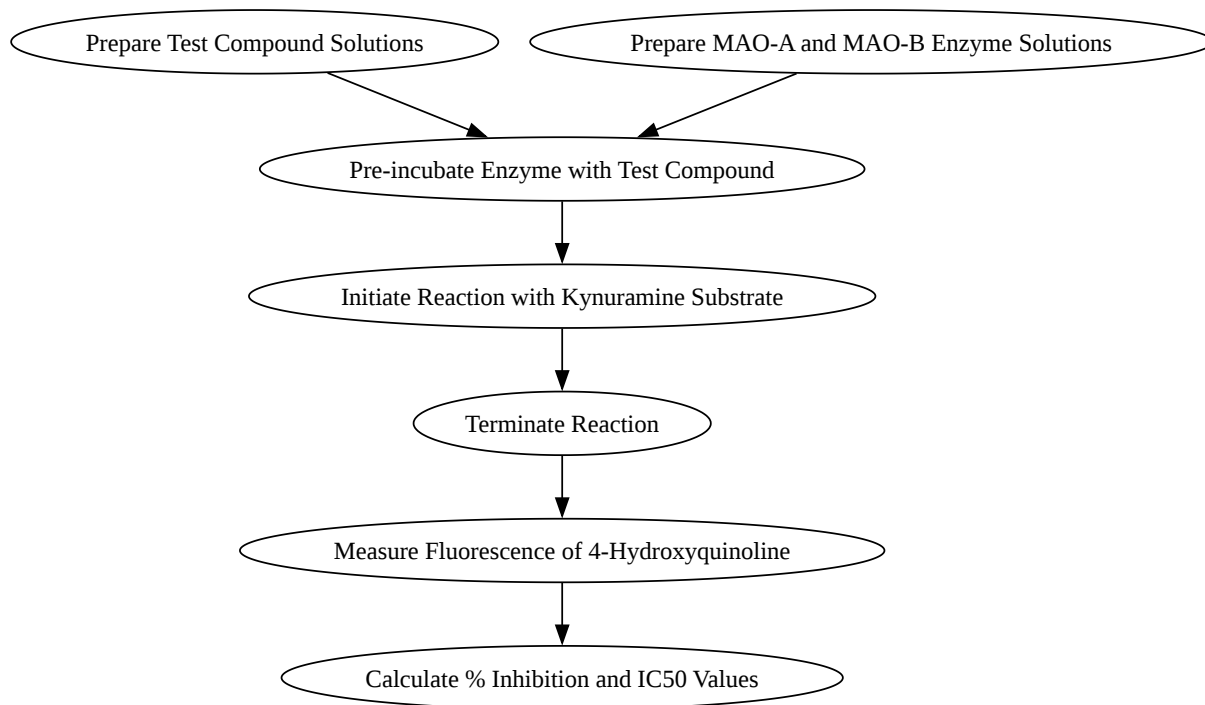 Prepare Test Compound Solutions
Prepare MAO-A and MAO-B Enzyme Solutions
Pre-incubate Enzyme with Test Compound
Initiate Reaction with Kynuramine Substrate
Terminate Reaction
Measure Fluorescence of 4-Hydroxyquinoline
Calculate % Inhibition and IC50 Values